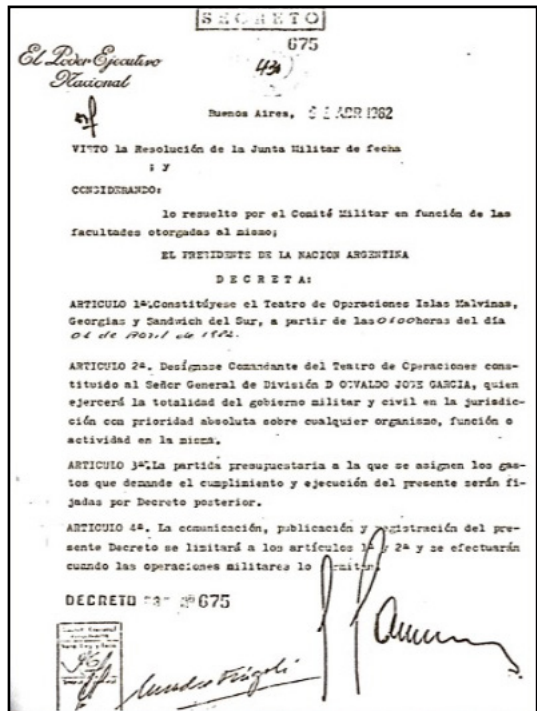 SECRETO
675
El Poder Ejecutivo
Nacional
Buenos Aires, 2 ABR 1982
VISTO la Resolución de la Junta Militar de fecha
; y
CONSIDERANDO:
lo resuelto por el Comité Militar en función de las
facultades otorgadas al mismo;
EL PRESIDENTE DE LA NACION ARGENTINA
DECRETA:
ARTICULO 1º.Constitúyese el Teatro de Operaciones Islas Malvinas,
Georgias y Sandwich del Sur, a partir de las 0100 horas del día
de Abril de 1982.
ARTICULO 2º. Desígnase Comandante del Teatro de Operaciones cons-
tituido al Señor General de División D OSVALDO JOSE GARCIA, quien
ejercerá la totalidad del gobierno militar y civil en la jurisdic-
ción con prioridad absoluta sobre cualquier organismo, función o
actividad en la misma.
ARTICULO 3º.La partida presupuestaria a la que se asignen los gas-
tos que demande el cumplimiento y ejecución del presente serán fi-
jadas por Decreto posterior.
ARTICULO 4º. La comunicación, publicación y registración del pre-
sente Decreto se limitará a los artículos 1º y 2º y se efectuarán
cuando las operaciones militares lo
DECRETO Nº 675